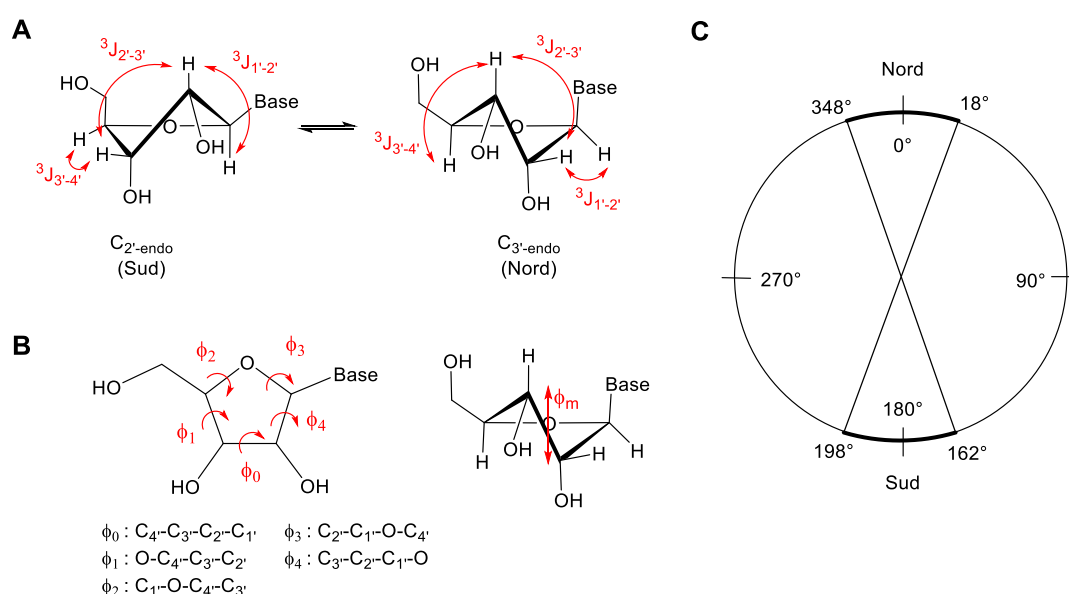 A
³J2'-3'
H
³J1'-2'
HO
Base
O
H
H
OH
H
³J3'-4'
OH
C2'-endo
(Sud)
OH
H
³J2'-3'
Base
O
³J3'-4'
H
OH
H
H
³J1'-2'
OH
C3'-endo
(Nord)
B
ϕ2
O
ϕ3
HO
Base
ϕ1
ϕ4
ϕ0
HO
OH
OH
H
ϕm
Base
O
H
OH
H
H
OH
ϕ0 : C4'-C3'-C2'-C1'
ϕ1 : O-C4'-C3'-C2'
ϕ2 : C1'-O-C4'-C3'
ϕ3 : C2'-C1'-O-C4'
ϕ4 : C3'-C2'-C1'-O
C
Nord
348°
18°
0°
270°
90°
180°
198°
162°
Sud